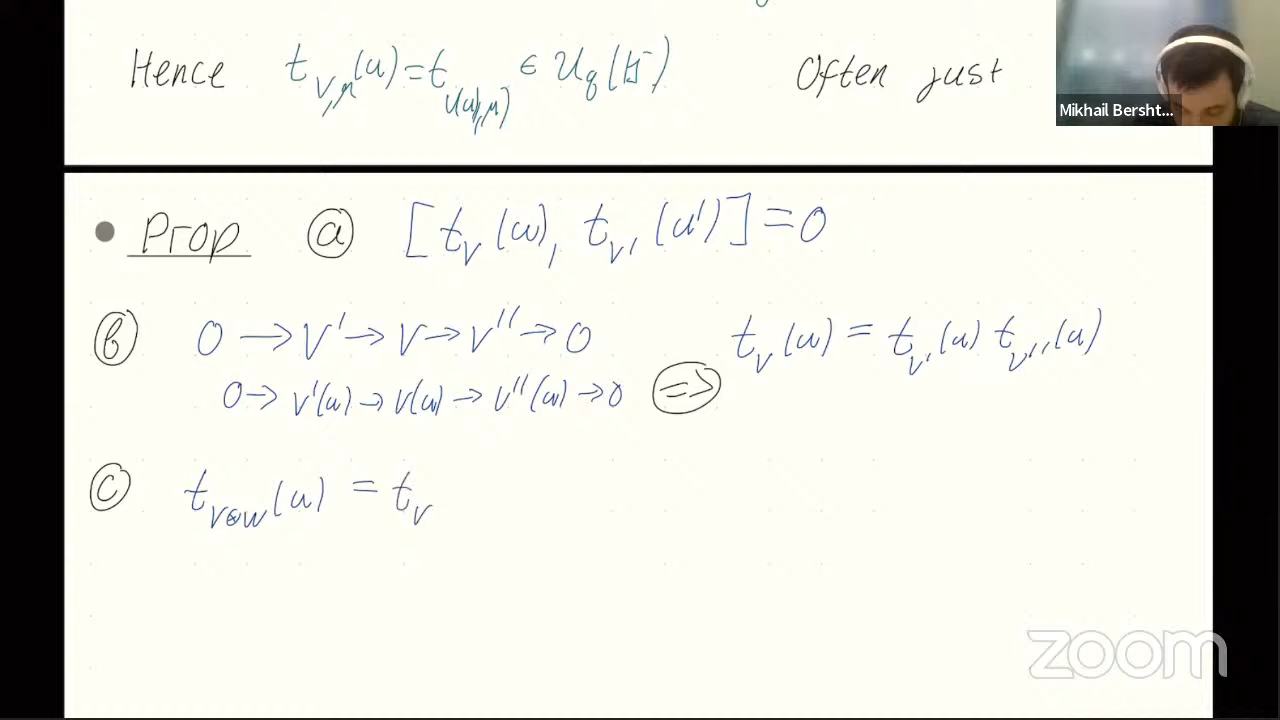 Hence t_{V,μ}(u) = t_{V(u),μ} ∈ U_q(b^-) Often just
Mikhail Bersht...
• Prop ⓐ [t_V(u), t_{V'}(u')] = 0
ⓑ 0 → V' → V → V'' → 0
t_V(u) = t_{V'}(u) t_{V''}(u)
0 → V'(u) → V(u) → V''(u) → 0 ⇒
ⓒ t_{V⊗W}(u) = t_V
zoom